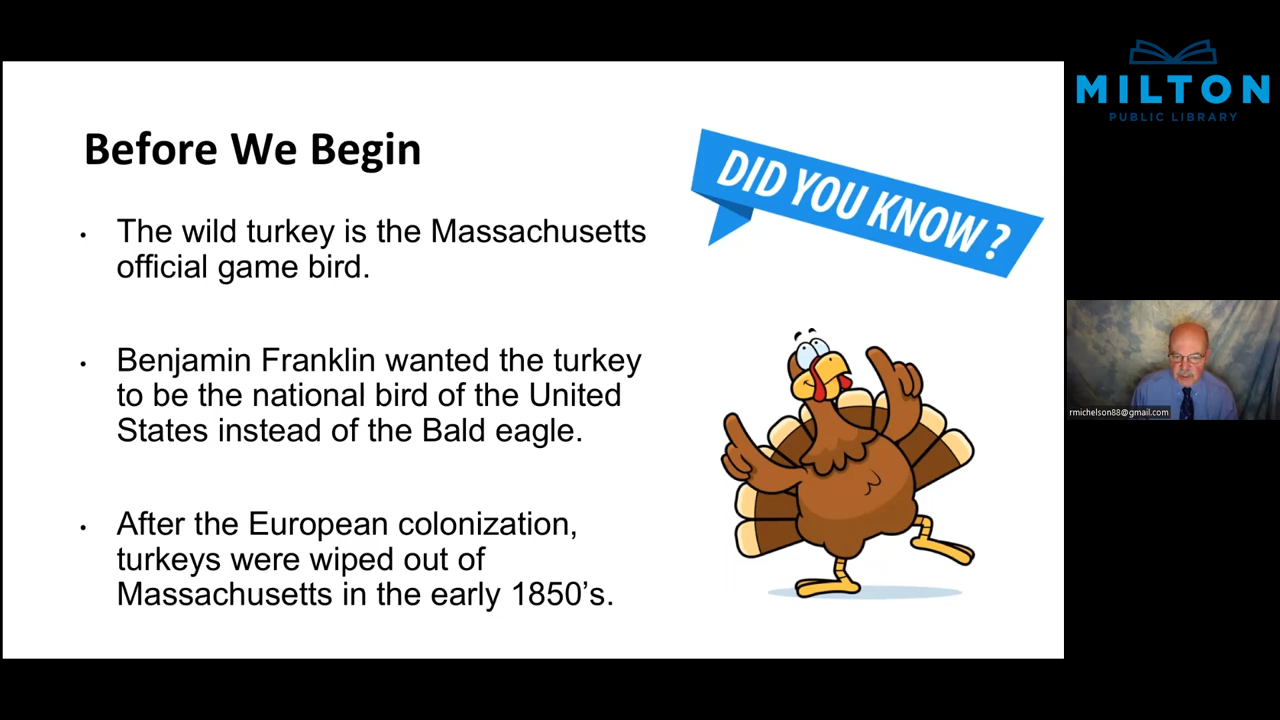 Before We Begin
• The wild turkey is the Massachusetts
official game bird.
• Benjamin Franklin wanted the turkey
to be the national bird of the United
States instead of the Bald eagle.
• After the European colonization,
turkeys were wiped out of
Massachusetts in the early 1850’s.
DID YOU KNOW?
MILTON
PUBLIC LIBRARY
rmichelson88@gmail.com